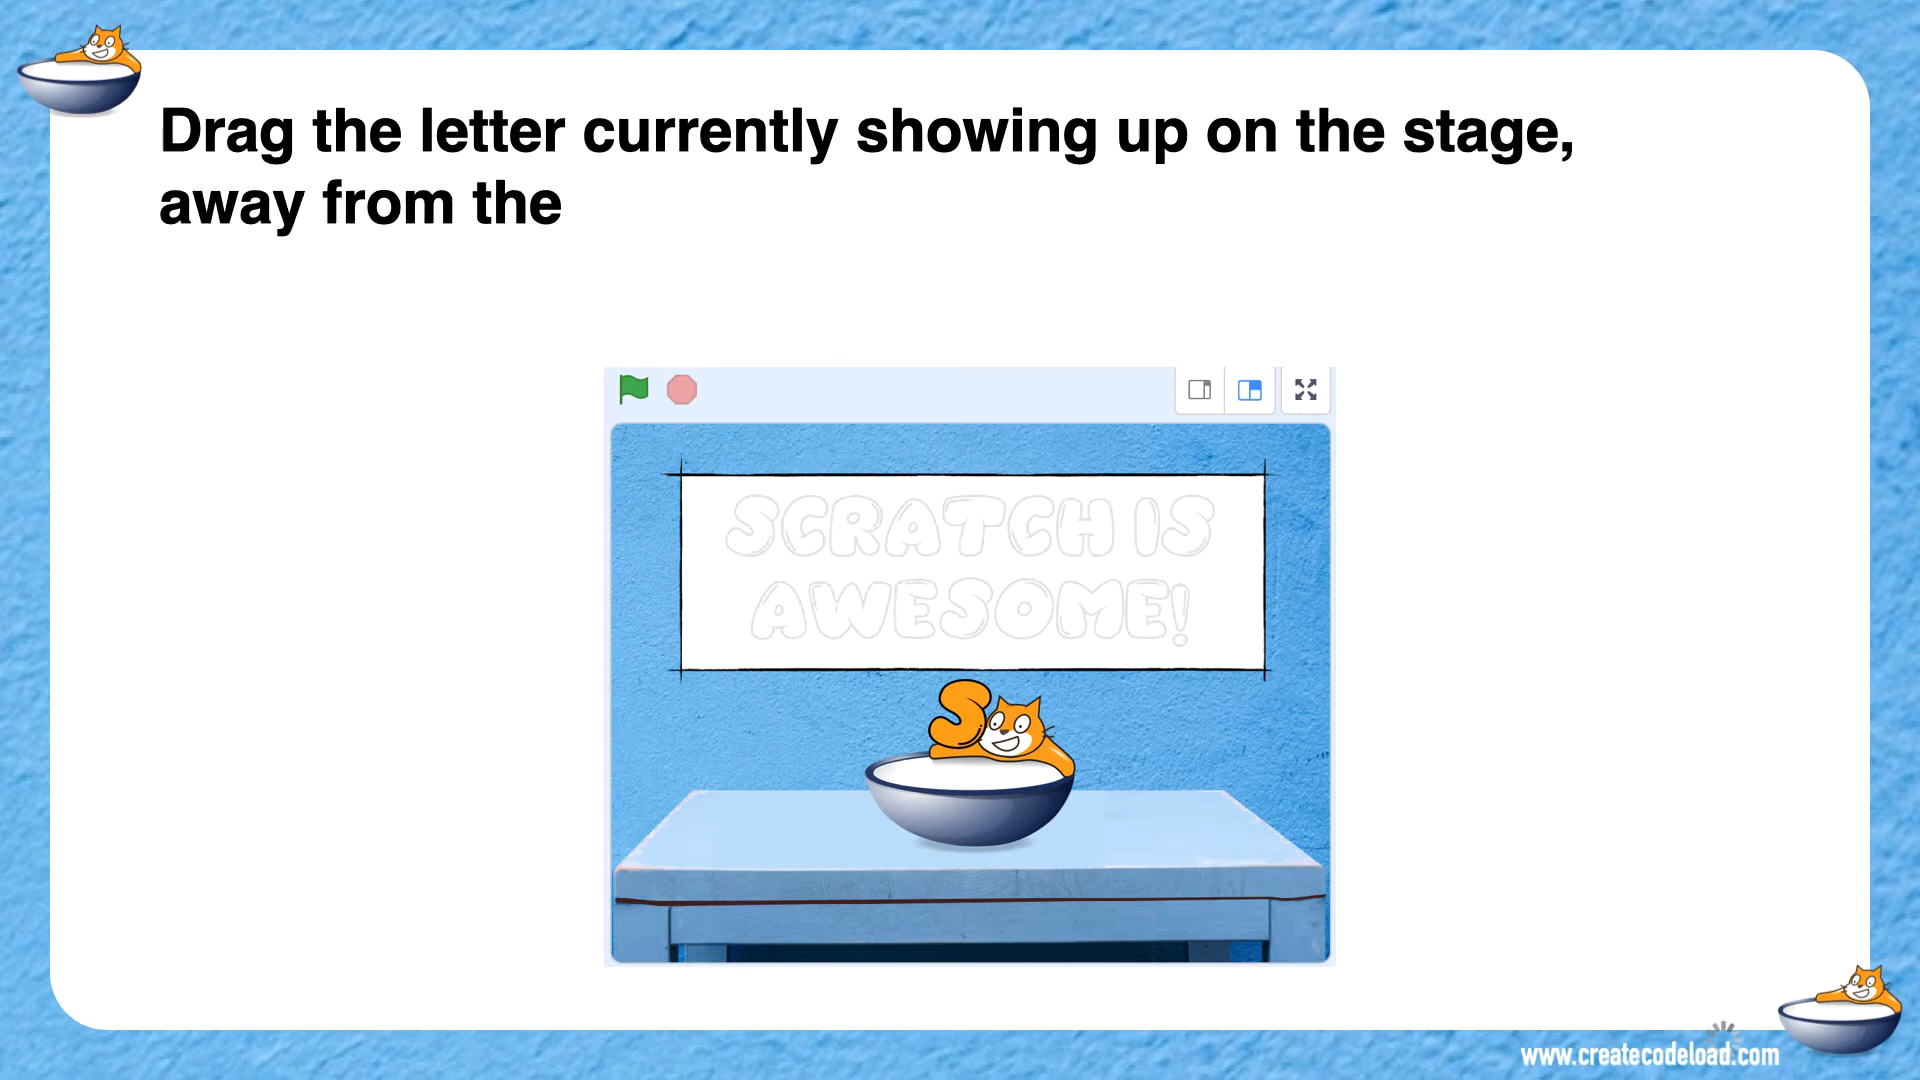 Drag the letter currently showing up on the stage,
away from the
SCRATCH IS
AWESOME!
S
www.createcodeload.com